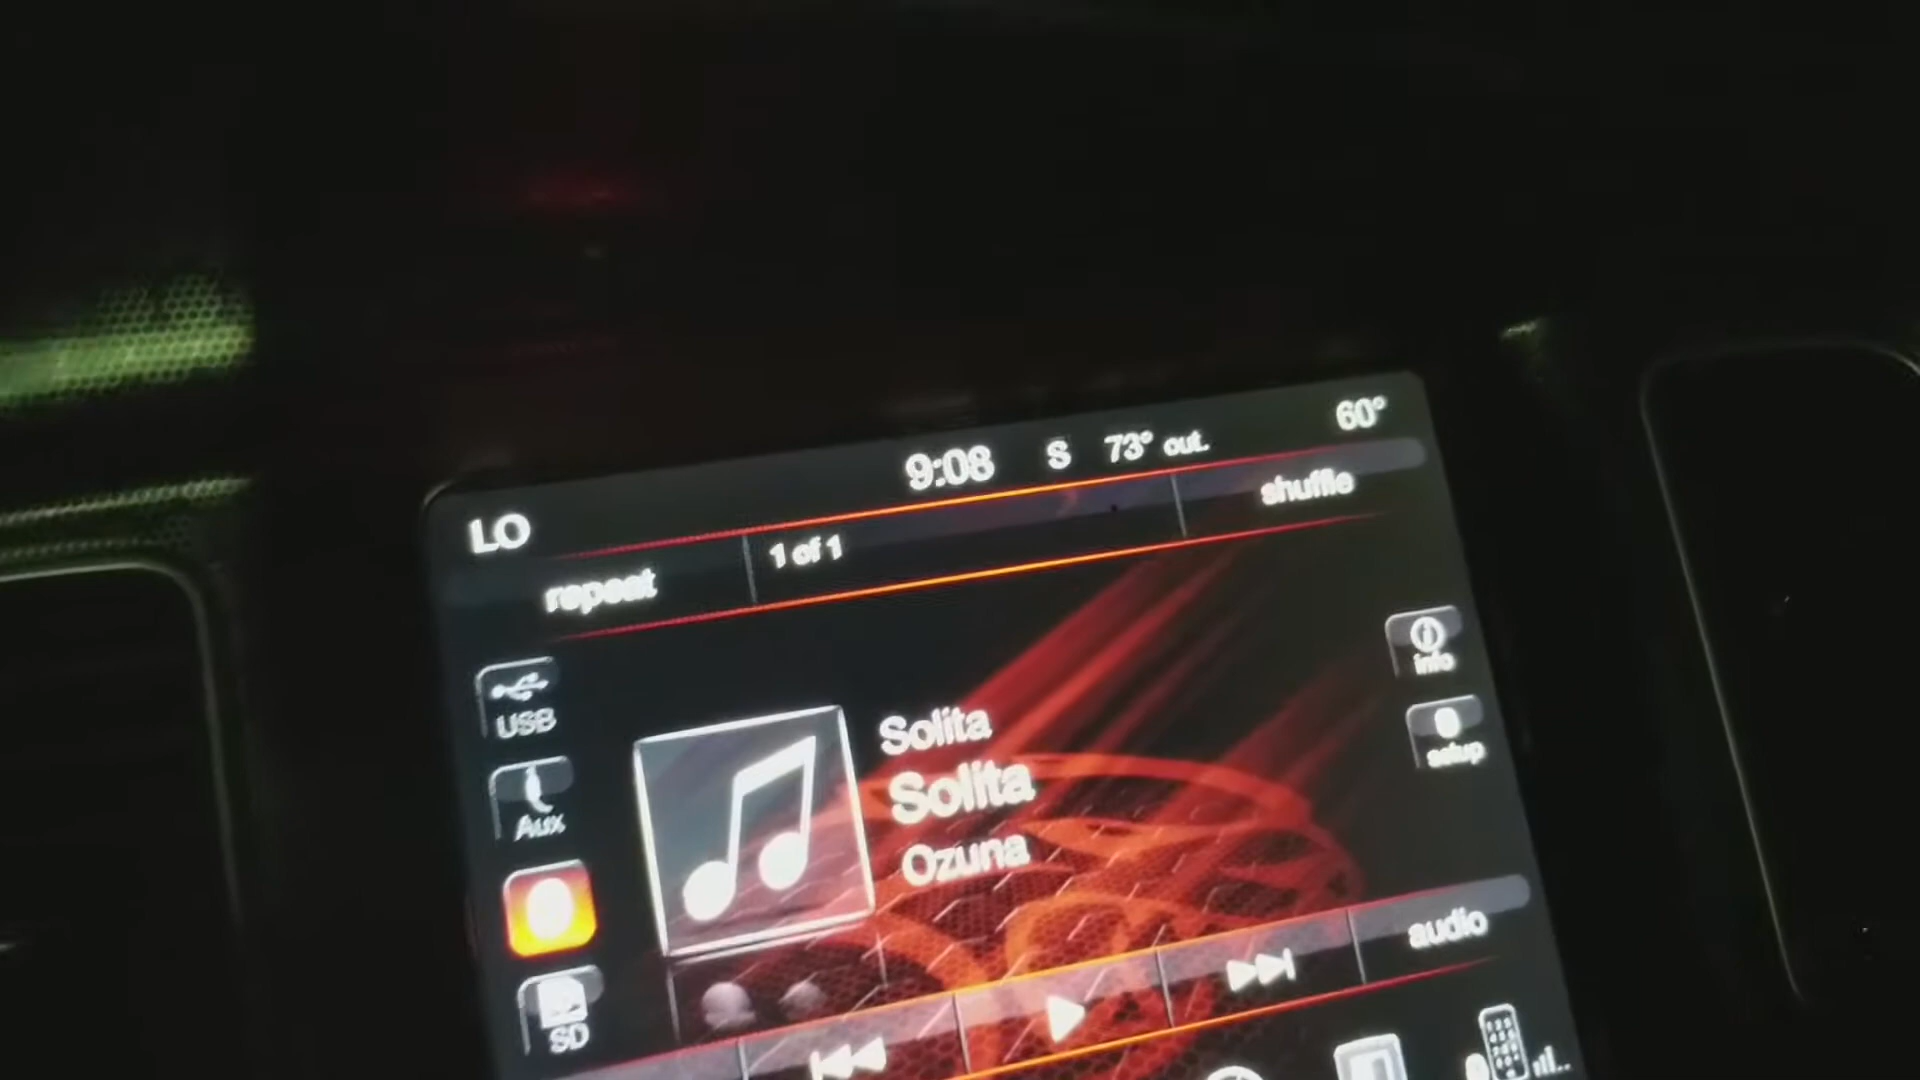 LO 9:08 S 73° out. 60°
repeat 1 of 1 shuffle
USB
Aux
SD
Solita
Solita
Ozuna
info
setup
audio